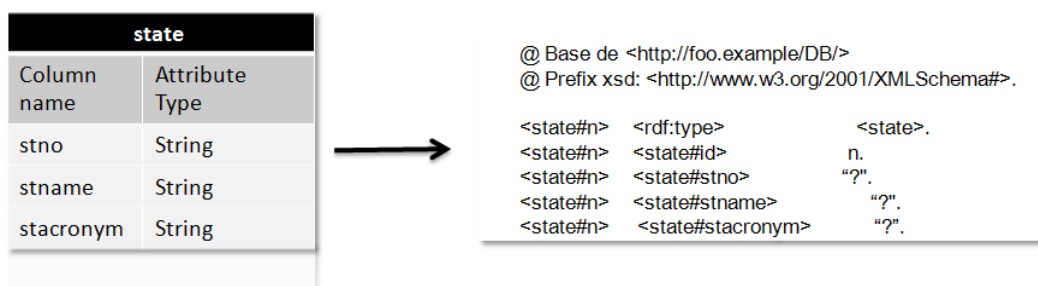 state
Column name Attribute Type
stno String
stname String
stacronym String
@ Base de <http://foo.example/DB/>
@ Prefix xsd: <http://www.w3.org/2001/XMLSchema#>.
<state#n> <rdf:type> <state>.
<state#n> <state#id> n.
<state#n> <state#stno> “?”.
<state#n> <state#stname> “?”.
<state#n> <state#stacronym> “?”.